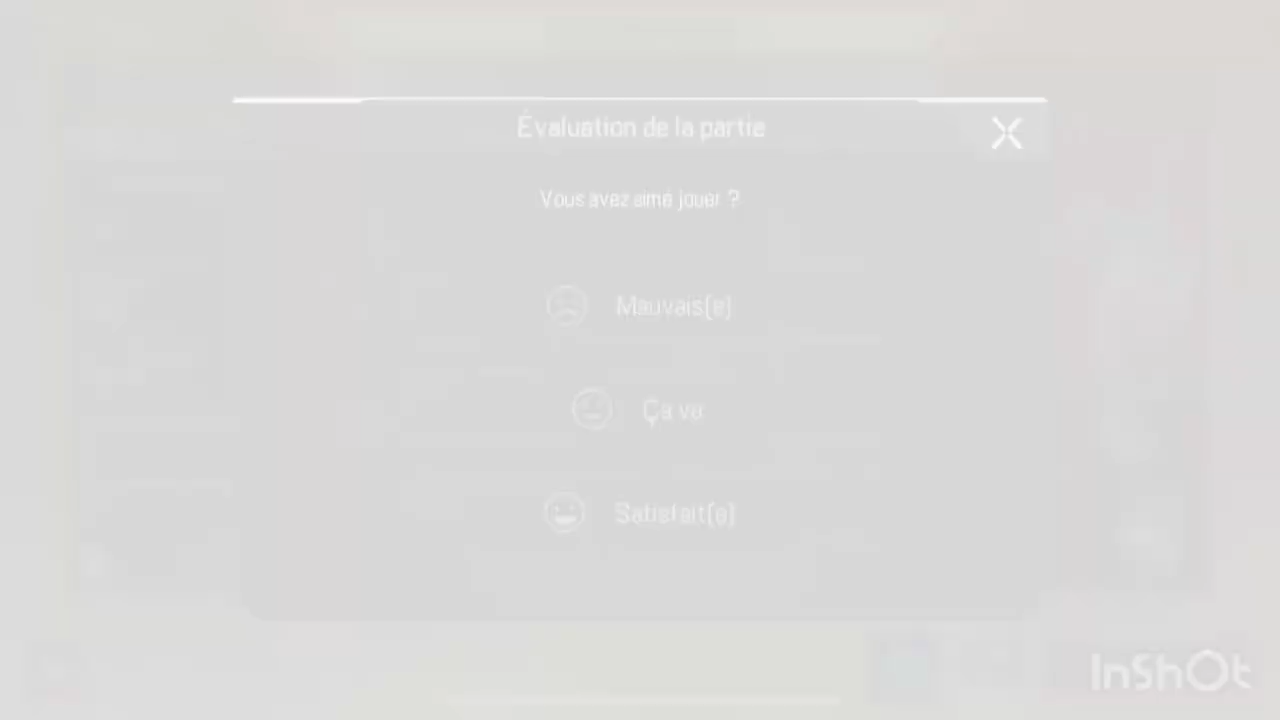 Évaluation de la partie
Vous avez aimé jouer ?
Mauvais(e)
Ça va
Satisfait(e)
InShOt